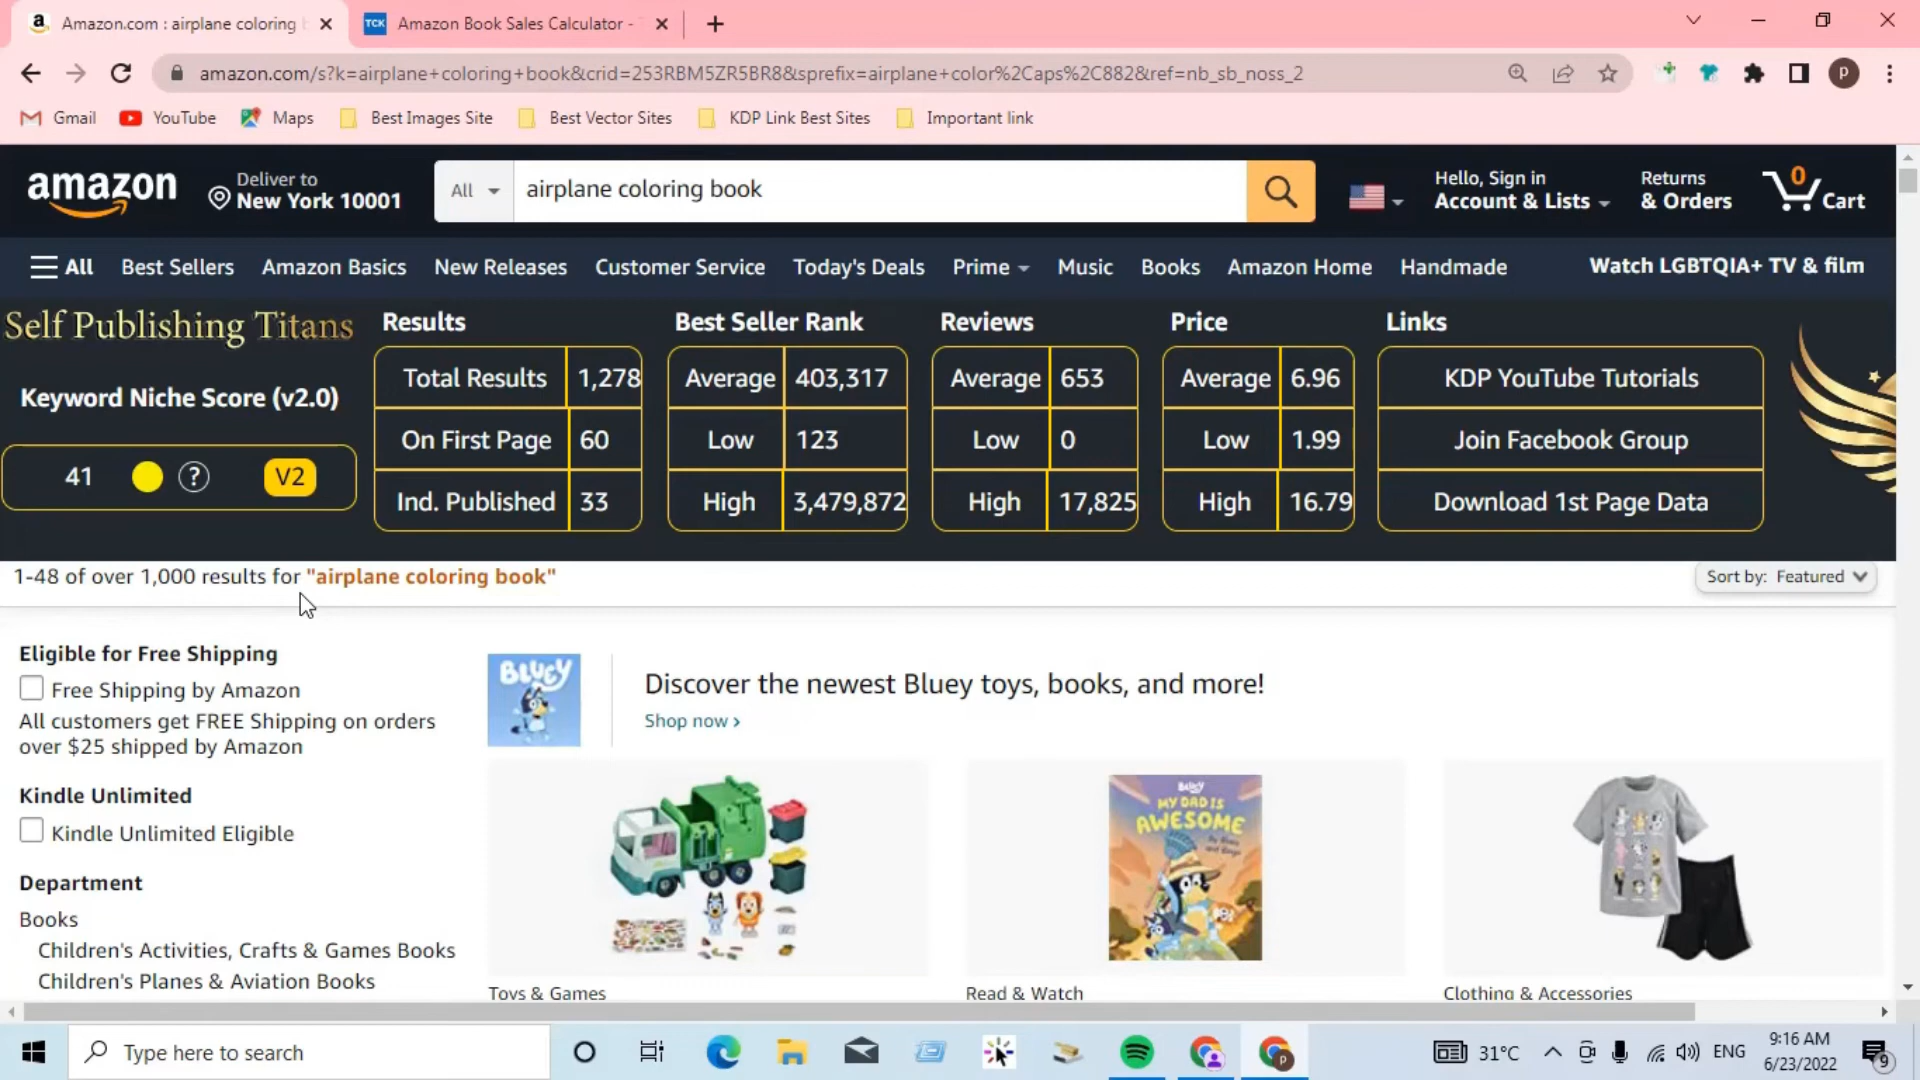 Amazon.com : airplane coloring b
TCK
Amazon Book Sales Calculator -
amazon.com/s?k=airplane+coloring+book&crid=253RBM5ZR5BR8&sprefix=airplane+color%2Caps%2C882&ref=nb_sb_noss_2
P
Gmail
YouTube
Maps
Best Images Site
Best Vector Sites
KDP Link Best Sites
Important link
amazon
Deliver to
New York 10001
All
airplane coloring book
Hello, Sign in
Account & Lists
Returns
& Orders
0
Cart
All
Best Sellers
Amazon Basics
New Releases
Customer Service
Today's Deals
Prime
Music
Books
Amazon Home
Handmade
Watch LGBTQIA+ TV & film
Self Publishing Titans
Keyword Niche Score (v2.0)
41
?
V2
Results
Total Results 1,278
On First Page 60
Ind. Published 33
Best Seller Rank
Average 403,317
Low 123
High 3,479,872
Reviews
Average 653
Low 0
High 17,825
Price
Average 6.96
Low 1.99
High 16.79
Links
KDP YouTube Tutorials
Join Facebook Group
Download 1st Page Data
1-48 of over 1,000 results for "airplane coloring book"
Sort by: Featured
Eligible for Free Shipping
Free Shipping by Amazon
All customers get FREE Shipping on orders
over $25 shipped by Amazon
Kindle Unlimited
Kindle Unlimited Eligible
Department
Books
Children's Activities, Crafts & Games Books
Children's Planes & Aviation Books
BLUEY
Discover the newest Bluey toys, books, and more!
Shop now ›
BLUEY
MY DAD IS
AWESOME
by Bluey
and Bingo
Toys & Games
Read & Watch
Clothing & Accessories
Type here to search
P
31°C
ENG
9:16 AM
6/23/2022
9